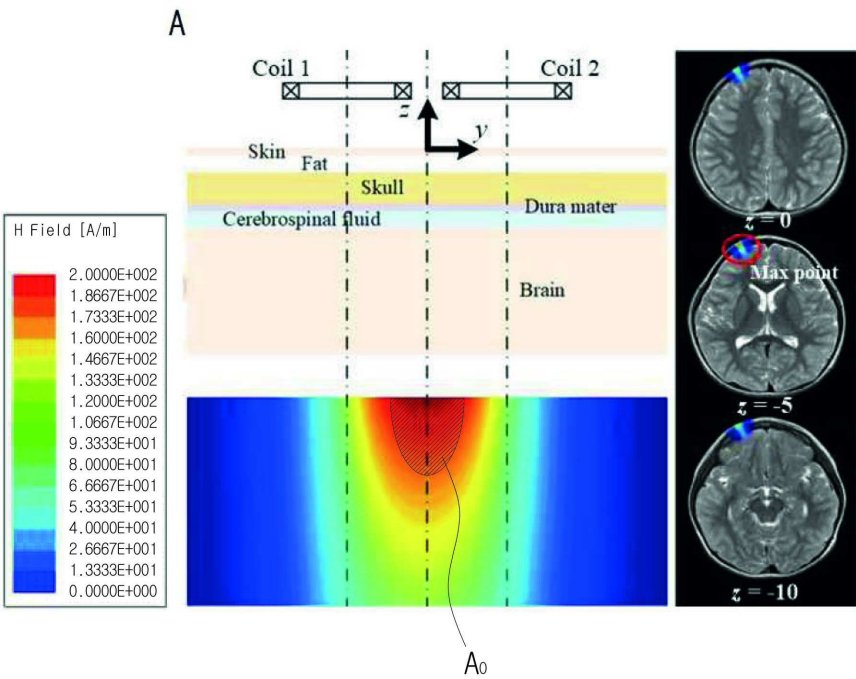 A
Coil 1
Coil 2
z
y
Skin
Fat
Skull
Dura mater
Cerebrospinal fluid
Brain
H Field [A/m]
2.0000E+002
1.8667E+002
1.7333E+002
1.6000E+002
1.4667E+002
1.3333E+002
1.2000E+002
1.0667E+002
9.3333E+001
8.0000E+001
6.6667E+001
5.3333E+001
4.0000E+001
2.6667E+001
1.3333E+001
0.0000E+000
A₀
z = 0
Max point
z = -5
z = -10